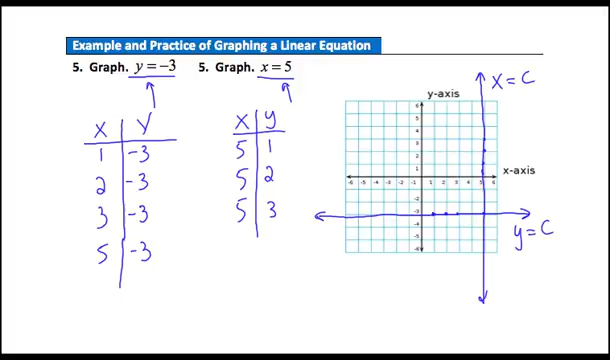 Example and Practice of Graphing a Linear Equation
5. Graph. y = −3 5. Graph. x = 5
x = C
y-axis
x y
1 -3
2 -3
3 -3
5 -3
x y
5 1
5 2
5 3
6
5
4
3
2
1
-6 -5 -4 -3 -2 -1 1 2 3 4 5 6
x-axis
-2
-3
-4
-5
-6
y = C